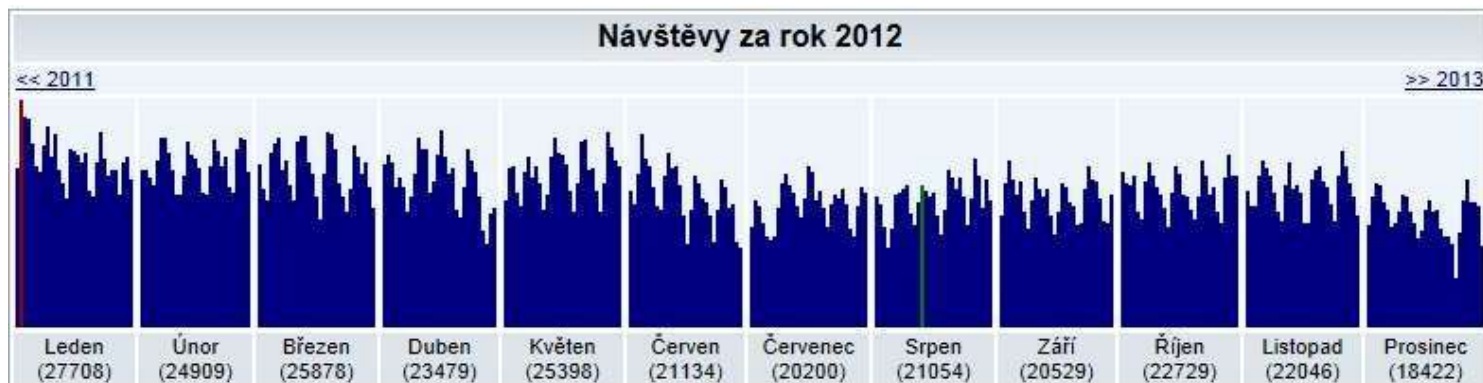 Návštěvy za rok 2012
<< 2011
>> 2013
Leden Únor Březen Duben Květen Červen Červenec Srpen Září Říjen Listopad Prosinec
(27708) (24909) (25878) (23479) (25398) (21134) (20200) (21054) (20529) (22729) (22046) (18422)